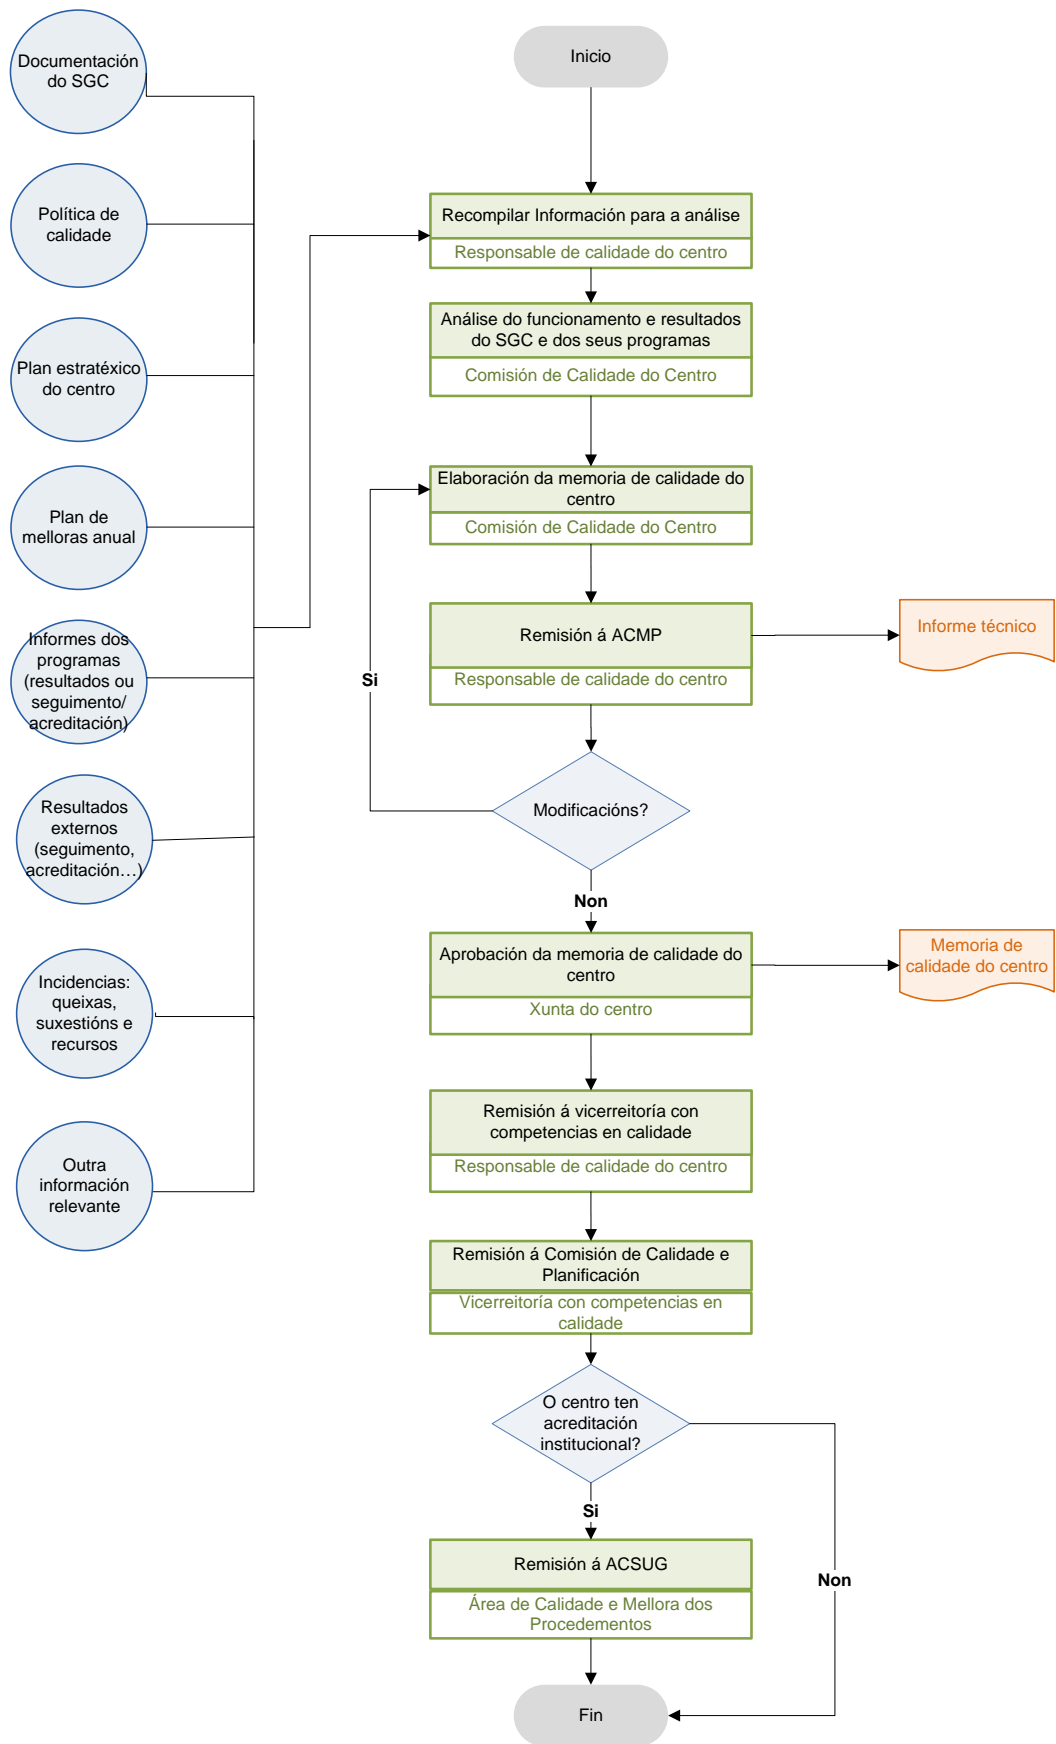 Documentación
do SGC
Política de
calidade
Plan estratéxico
do centro
Plan de
melloras anual
Informes dos
programas
(resultados ou
seguimento/
acreditación)
Resultados
externos
(seguimento,
acreditación…)
Incidencias:
queixas,
suxestións e
recursos
Outra
información
relevante
Inicio
Recompilar Información para a análise
Responsable de calidade do centro
Análise do funcionamento e resultados
do SGC e dos seus programas
Comisión de Calidade do Centro
Elaboración da memoria de calidade do
centro
Comisión de Calidade do Centro
Remisión á ACMP
Responsable de calidade do centro
Informe técnico
Si
Modificacións?
Non
Aprobación da memoria de calidade do
centro
Xunta do centro
Memoria de
calidade do centro
Remisión á vicerreitoría con
competencias en calidade
Responsable de calidade do centro
Remisión á Comisión de Calidade e
Planificación
Vicerreitoría con competencias en
calidade
O centro ten
acreditación
institucional?
Si
Non
Remisión á ACSUG
Área de Calidade e Mellora dos
Procedementos
Fin